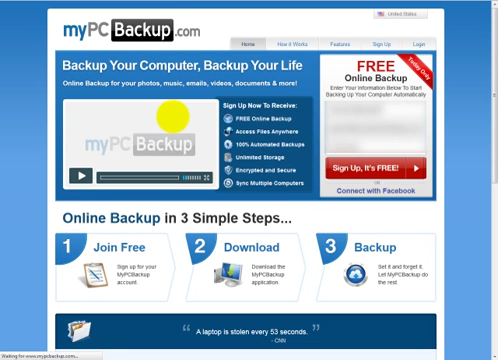 United States
myPCBackup.com
Home How it Works Features Sign Up Login
Backup Your Computer, Backup Your Life
Online Backup for your photos, music, emails, videos, documents & more!
myPCBackup
Sign Up Now To Receive:
FREE Online Backup
Access Files Anywhere
100% Automated Backups
Unlimited Storage
Encrypted and Secure
Sync Multiple Computers
Today Only
FREE
Online Backup
Enter Your Information Below To Start
Backing Up Your Computer Automatically
Sign Up, It's FREE!
OR
Connect with Facebook
Online Backup in 3 Simple Steps...
1 Join Free
Sign up for your
MyPCBackup
account
2 Download
Download the
MyPCBackup
application.
3 Backup
Set it and forget it.
Let MyPCBackup do
the rest
“ A laptop is stolen every 53 seconds. ”
- CNN
Waiting for www.mypcbackup.com...